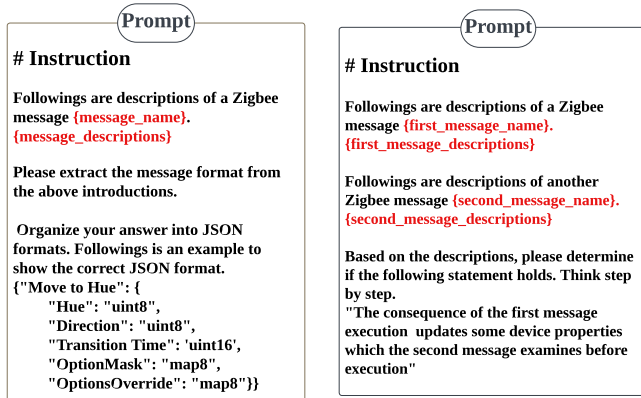 Prompt
# Instruction
Followings are descriptions of a Zigbee
message {message_name}.
{message_descriptions}
Please extract the message format from
the above introductions.
Organize your answer into JSON
formats. Followings is an example to
show the correct JSON format.
{"Move to Hue": {
"Hue": "uint8",
"Direction": "uint8",
"Transition Time": 'uint16',
"OptionMask": "map8",
"OptionsOverride": "map8"}}
Prompt
# Instruction
Followings are descriptions of a Zigbee
message {first_message_name}.
{first_message_descriptions}
Followings are descriptions of another
Zigbee message {second_message_name}.
{second_message_descriptions}
Based on the descriptions, please determine
if the following statement holds. Think step
by step.
"The consequence of the first message
execution updates some device properties
which the second message examines before
execution"